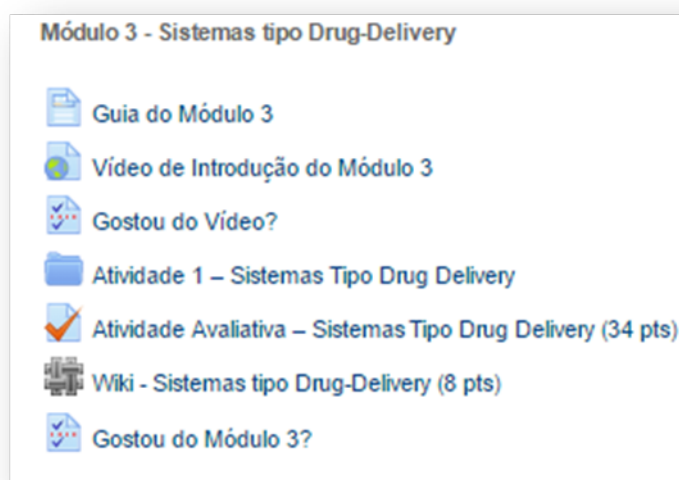 Módulo 3 - Sistemas tipo Drug-Delivery
Guia do Módulo 3
Vídeo de Introdução do Módulo 3
Gostou do Vídeo?
Atividade 1 – Sistemas Tipo Drug Delivery
Atividade Avaliativa – Sistemas Tipo Drug Delivery (34 pts)
Wiki - Sistemas tipo Drug-Delivery (8 pts)
Gostou do Módulo 3?